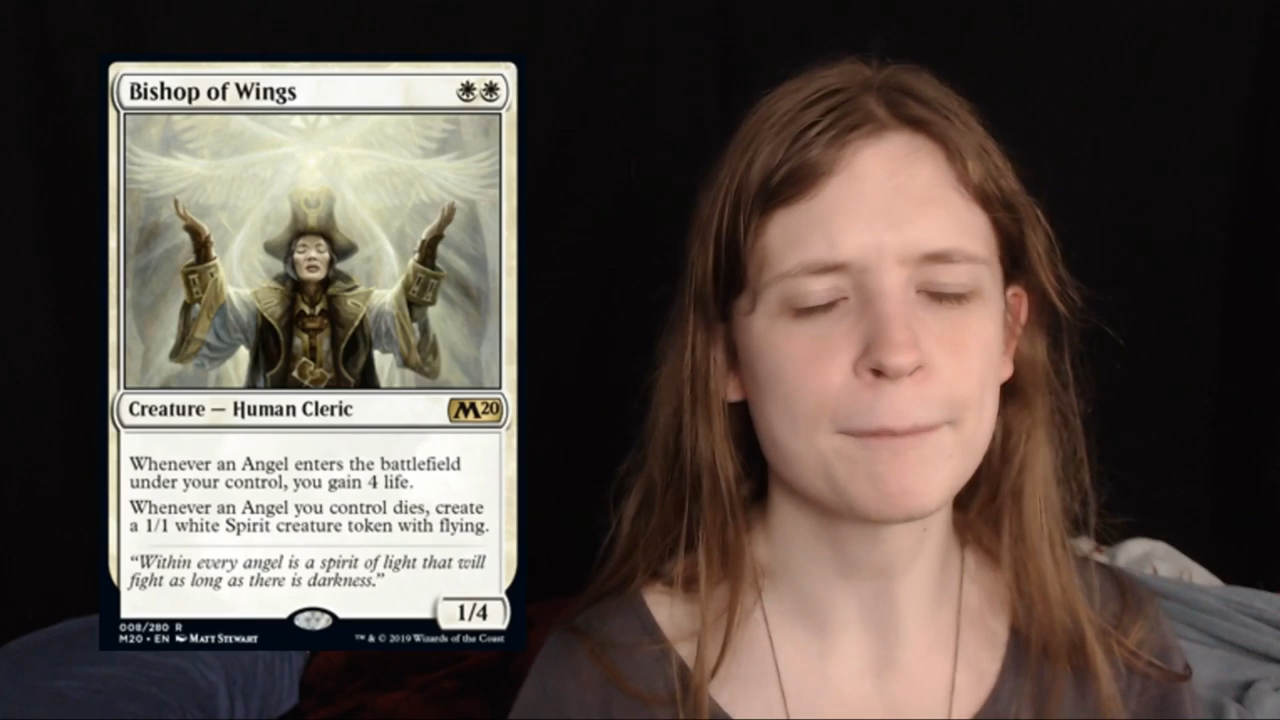 Bishop of Wings
Creature — Human Cleric
M20
Whenever an Angel enters the battlefield
under your control, you gain 4 life.
Whenever an Angel you control dies, create
a 1/1 white Spirit creature token with flying.
“Within every angel is a spirit of light that will
fight as long as there is darkness.”
1/4
008/280 R
M20 • EN MATT STEWART
™ & © 2019 Wizards of the Coast